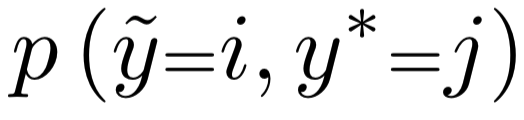 p(ỹ=i, y*=j)